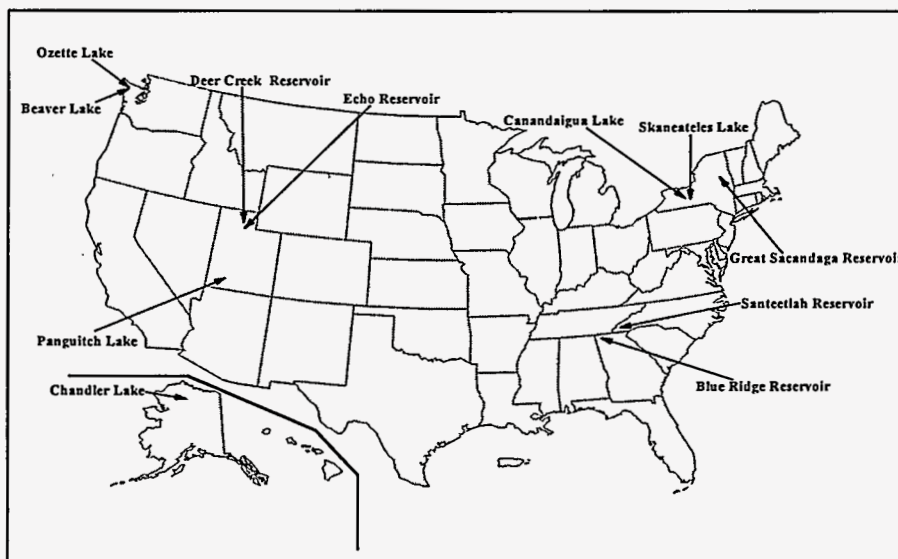 Ozette Lake
Deer Creek Reservoir
Beaver Lake
Echo Reservoir
Canandaigua Lake
Skaneateles Lake
Great Sacandaga Reservoir
Santeetlah Reservoir
Panguitch Lake
Blue Ridge Reservoir
Chandler Lake